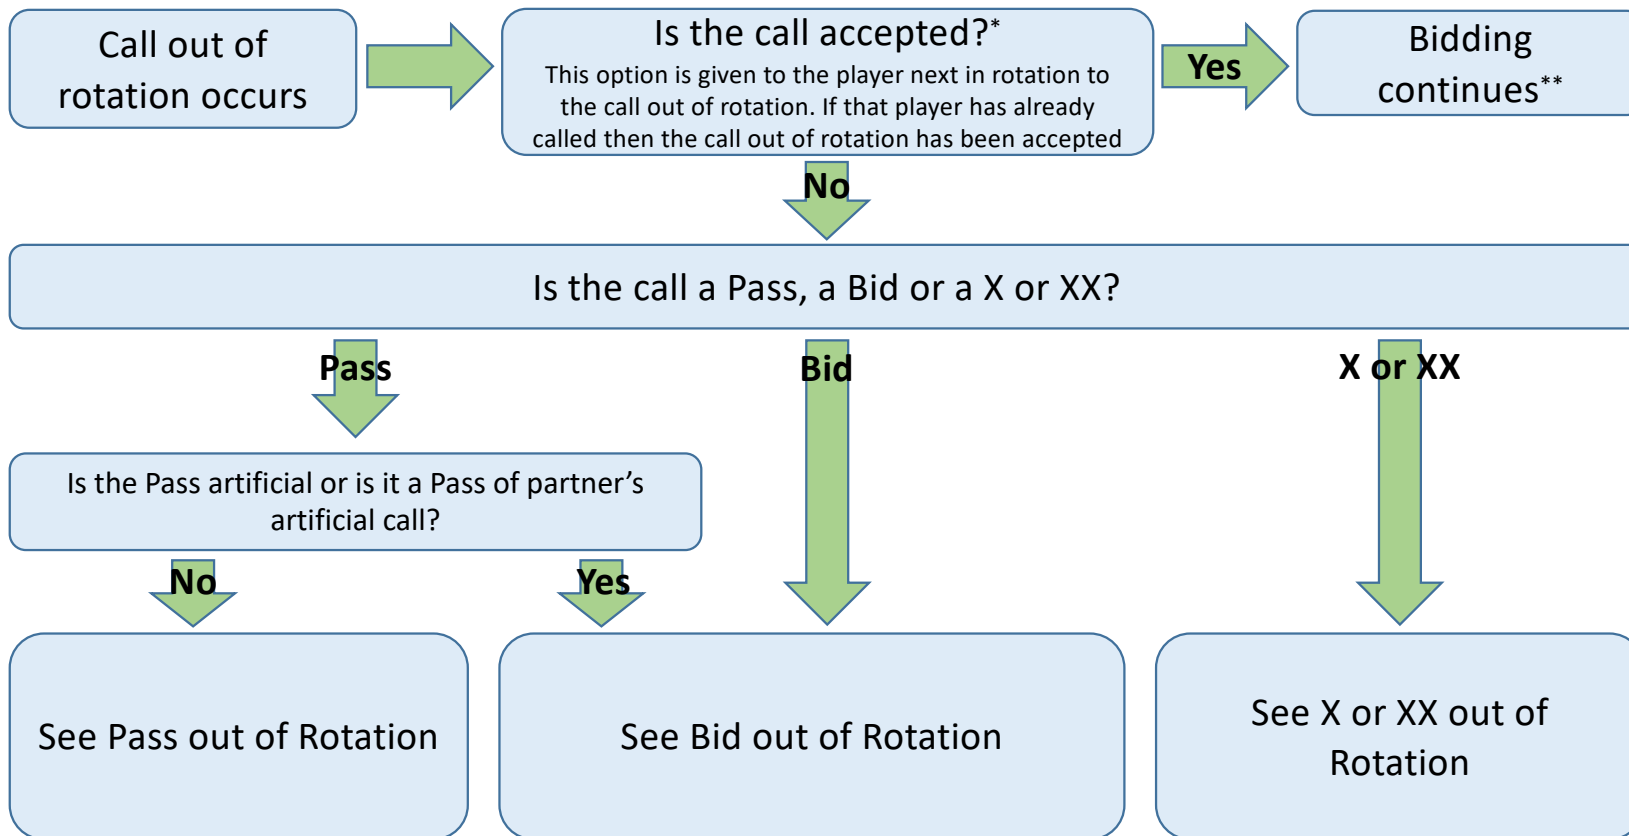 Call out of
rotation occurs
Is the call accepted?*
This option is given to the player next in rotation to
the call out of rotation. If that player has already
called then the call out of rotation has been accepted
Yes
Bidding
continues**
No
Is the call a Pass, a Bid or a X or XX?
Pass
Bid
X or XX
Is the Pass artificial or is it a Pass of partner’s
artificial call?
No
Yes
See Pass out of Rotation
See Bid out of Rotation
See X or XX out of
Rotation